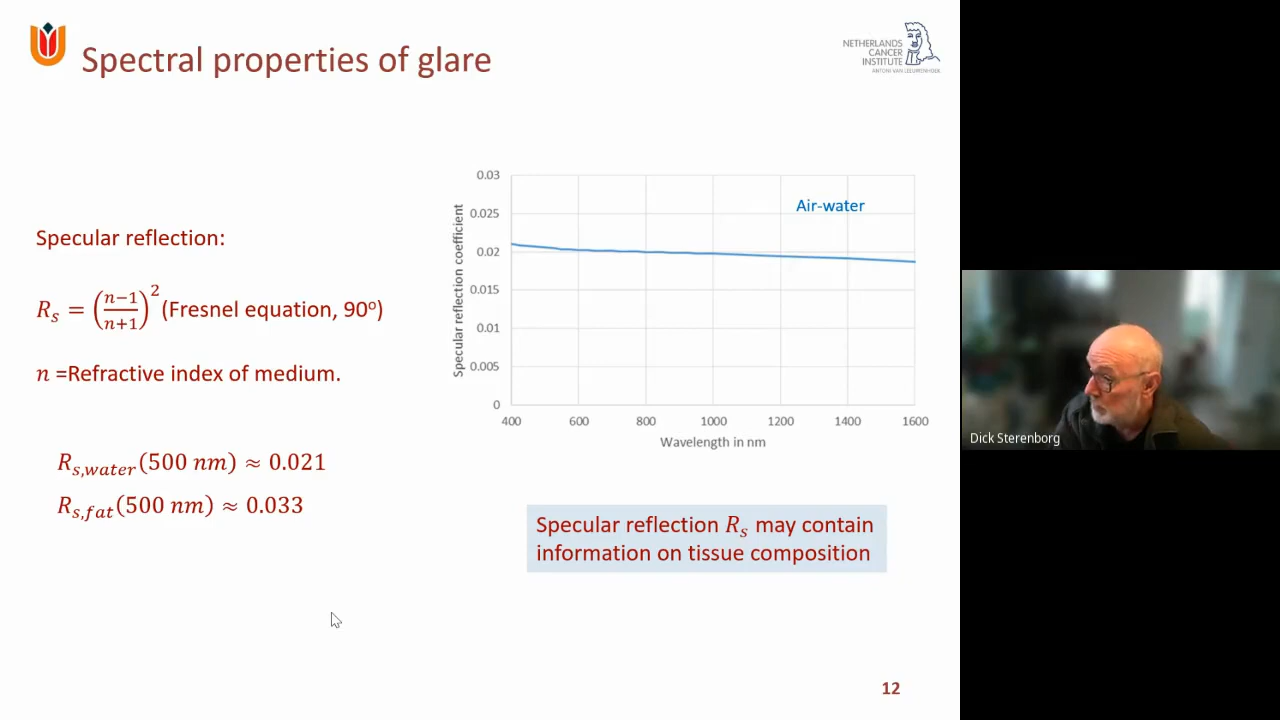 Spectral properties of glare
NETHERLANDS
CANCER
INSTITUTE
ANTONI VAN LEEUWENHOEK
Specular reflection:
R_s = ((n−1)/(n+1))² (Fresnel equation, 90°)
n =Refractive index of medium.
R_s,water(500 nm) ≈ 0.021
R_s,fat(500 nm) ≈ 0.033
Specular reflection coefficient
0.03
0.025
0.02
0.015
0.01
0.005
0
Air-water
400 600 800 1000 1200 1400 1600
Wavelength in nm
Specular reflection R_s may contain
information on tissue composition
12
Dick Sterenborg